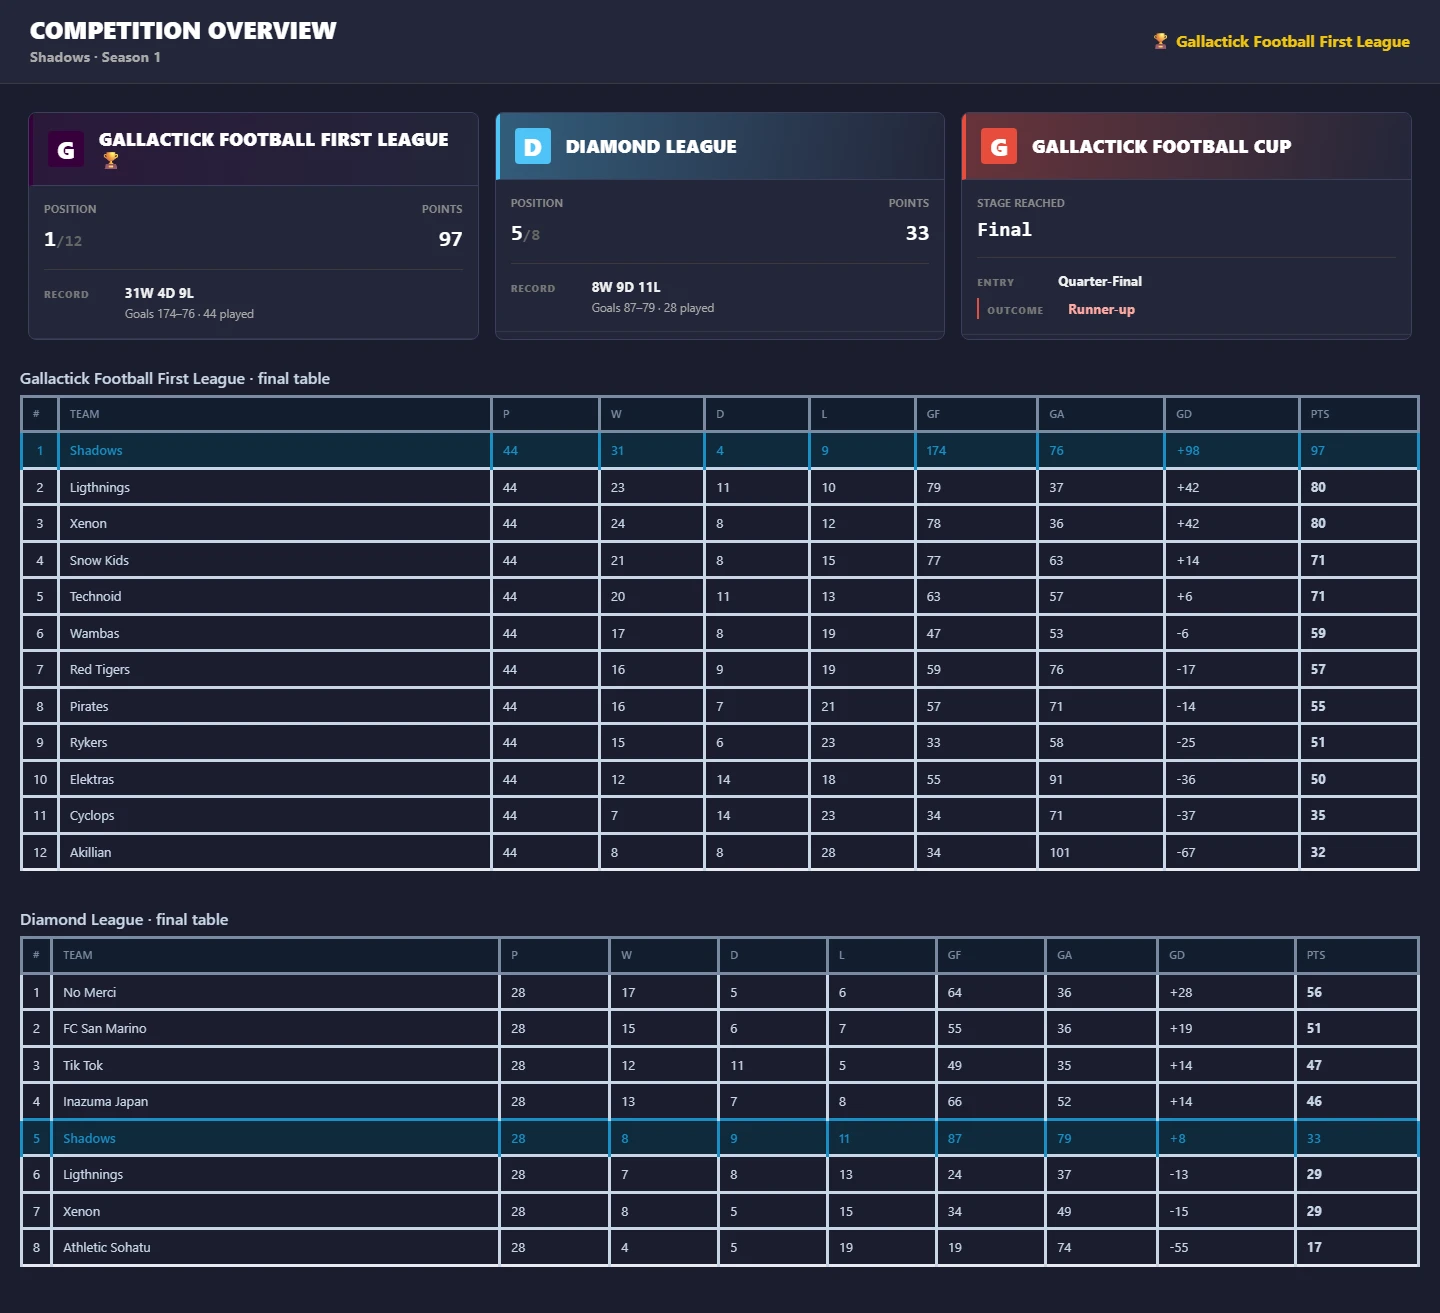 COMPETITION OVERVIEW
Shadows · Season 1
🏆 Gallactick Football First League
G GALLACTICK FOOTBALL FIRST LEAGUE 🏆
POSITION POINTS
1/12 97
RECORD 31W 4D 9L
Goals 174–76 · 44 played
D DIAMOND LEAGUE
POSITION POINTS
5/8 33
RECORD 8W 9D 11L
Goals 87–79 · 28 played
G GALLACTICK FOOTBALL CUP
STAGE REACHED
Final
ENTRY Quarter-Final
OUTCOME Runner-up
Gallactick Football First League · final table
# TEAM P W D L GF GA GD PTS
1 Shadows 44 31 4 9 174 76 +98 97
2 Ligthnings 44 23 11 10 79 37 +42 80
3 Xenon 44 24 8 12 78 36 +42 80
4 Snow Kids 44 21 8 15 77 63 +14 71
5 Technoid 44 20 11 13 63 57 +6 71
6 Wambas 44 17 8 19 47 53 -6 59
7 Red Tigers 44 16 9 19 59 76 -17 57
8 Pirates 44 16 7 21 57 71 -14 55
9 Rykers 44 15 6 23 33 58 -25 51
10 Elektras 44 12 14 18 55 91 -36 50
11 Cyclops 44 7 14 23 34 71 -37 35
12 Akillian 44 8 8 28 34 101 -67 32
Diamond League · final table
# TEAM P W D L GF GA GD PTS
1 No Merci 28 17 5 6 64 36 +28 56
2 FC San Marino 28 15 6 7 55 36 +19 51
3 Tik Tok 28 12 11 5 49 35 +14 47
4 Inazuma Japan 28 13 7 8 66 52 +14 46
5 Shadows 28 8 9 11 87 79 +8 33
6 Ligthnings 28 7 8 13 24 37 -13 29
7 Xenon 28 8 5 15 34 49 -15 29
8 Athletic Sohatu 28 4 5 19 19 74 -55 17